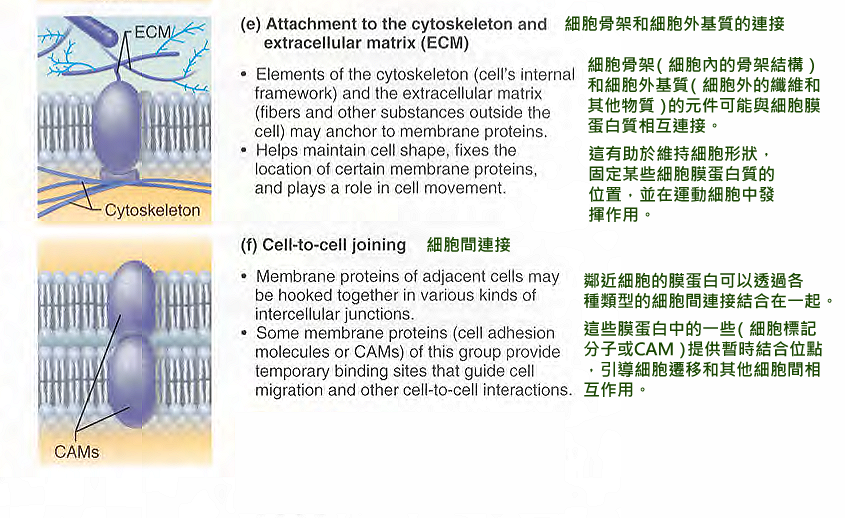 ECM
(e) Attachment to the cytoskeleton and 細胞骨架和細胞外基質的連接
extracellular matrix (ECM)
• Elements of the cytoskeleton (cell's internal
framework) and the extracellular matrix
(fibers and other substances outside the
cell) may anchor to membrane proteins.
• Helps maintain cell shape, fixes the
location of certain membrane proteins,
and plays a role in cell movement.
細胞骨架(細胞內的骨架結構)
和細胞外基質(細胞外的纖維和
其他物質)的元件可能與細胞膜
蛋白質相互連接。
這有助於維持細胞形狀,
固定某些細胞膜蛋白質的
位置,並在運動細胞中發
揮作用。
Cytoskeleton
(f) Cell-to-cell joining 細胞間連接
• Membrane proteins of adjacent cells may
be hooked together in various kinds of
intercellular junctions.
• Some membrane proteins (cell adhesion
molecules or CAMs) of this group provide
temporary binding sites that guide cell
migration and other cell-to-cell interactions.
鄰近細胞的膜蛋白可以透過各
種類型的細胞間連接結合在一起。
這些膜蛋白中的一些(細胞標記
分子或CAM)提供暫時結合位點
,引導細胞遷移和其他細胞間相
互作用。
CAMs